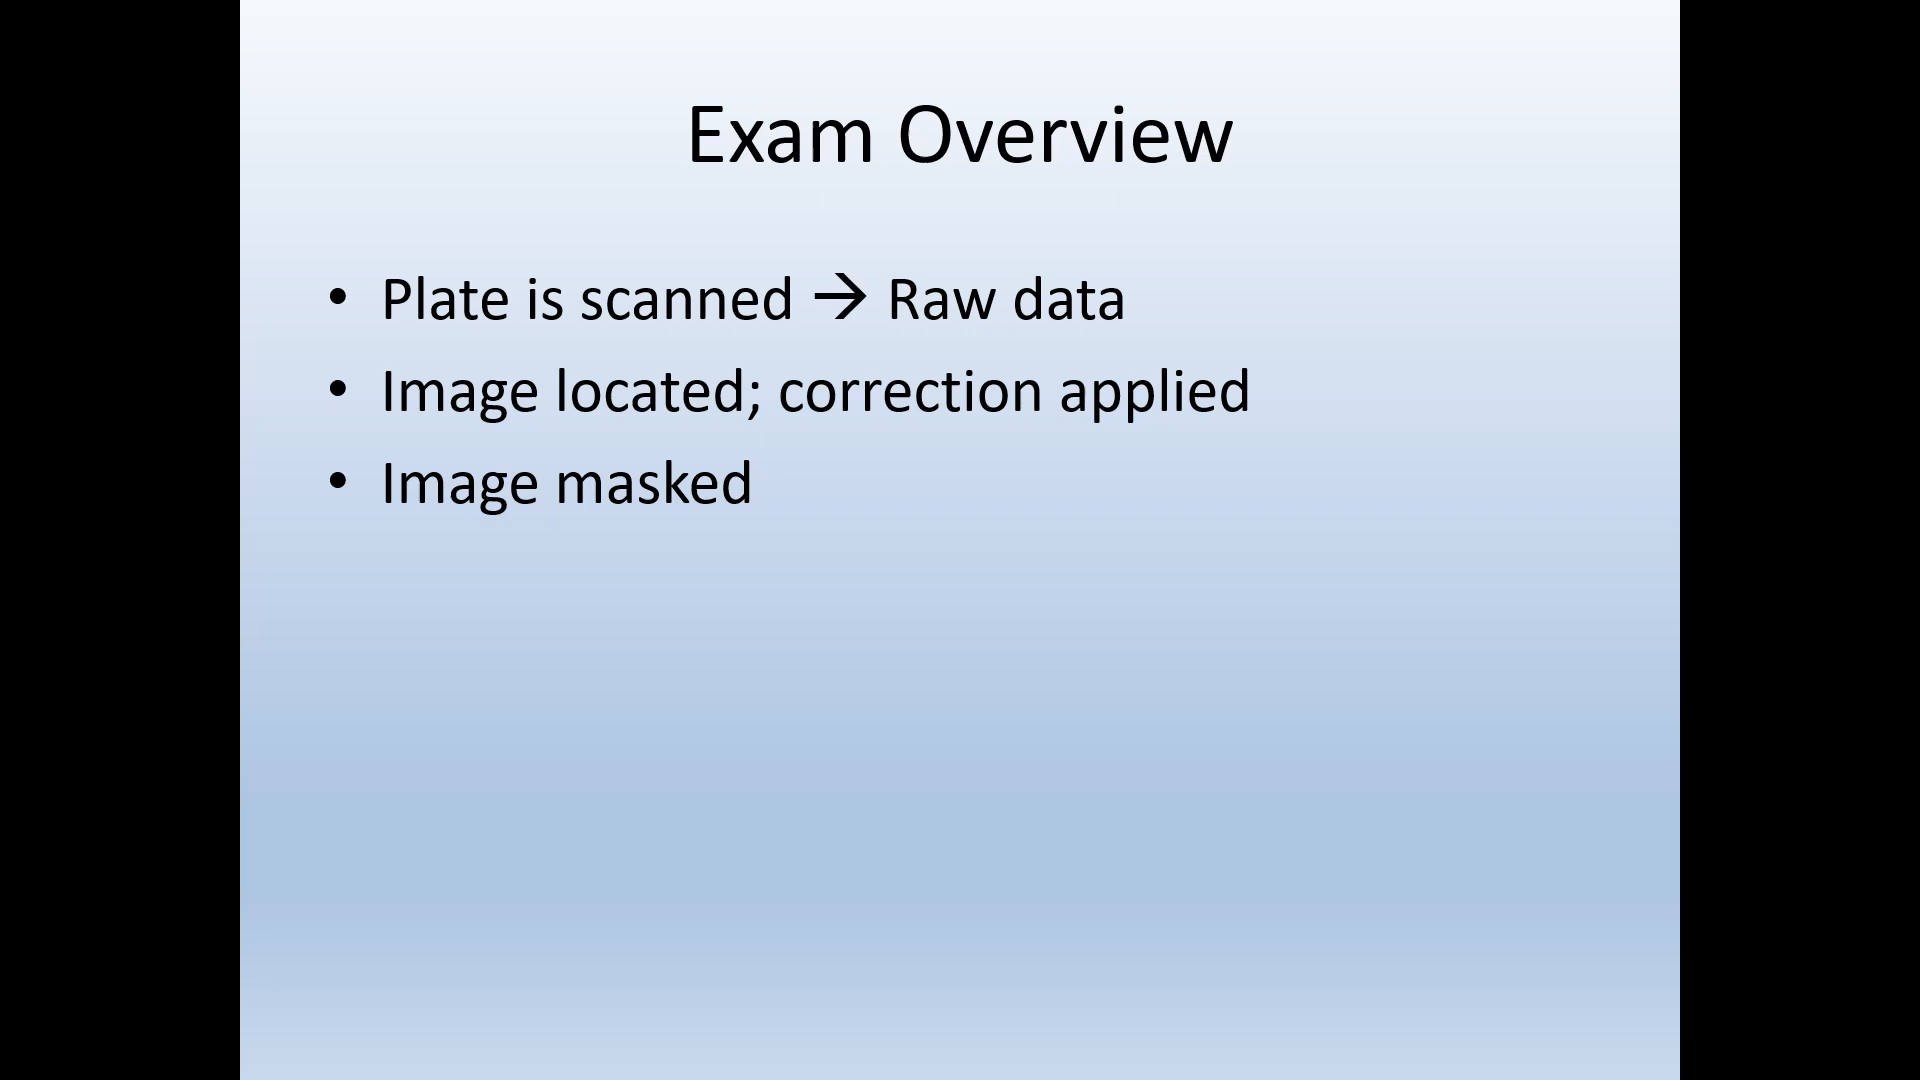 Exam Overview
• Plate is scanned → Raw data
• Image located; correction applied
• Image masked